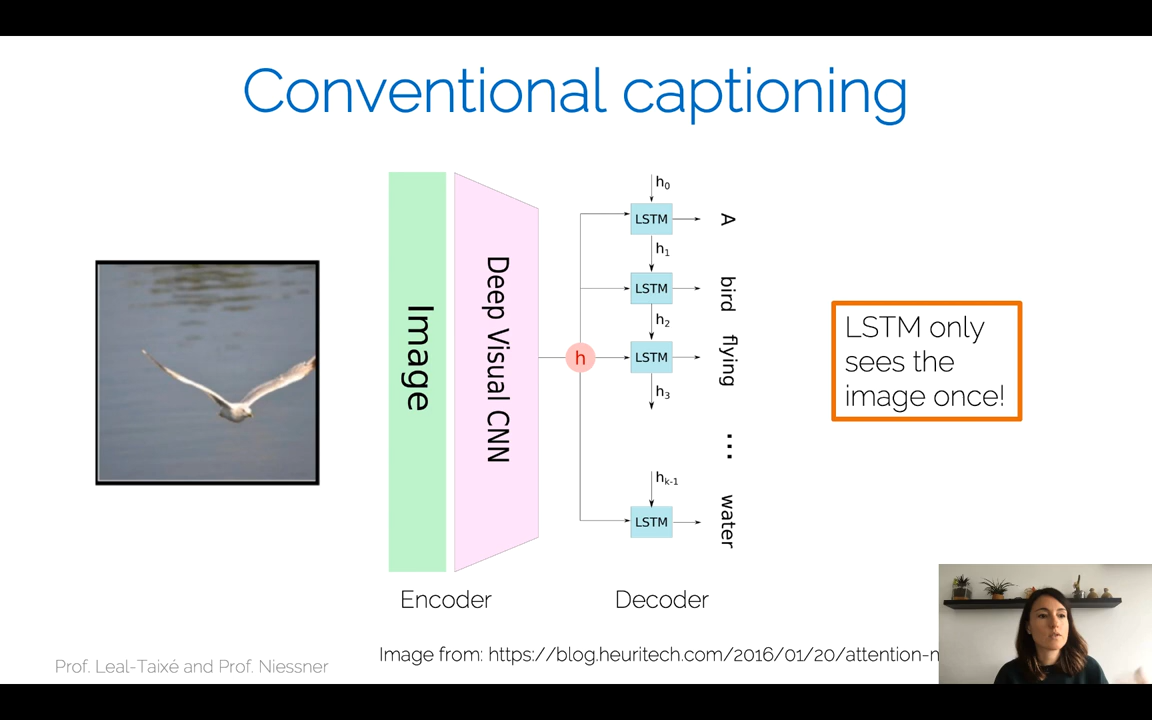 Conventional captioning
Image
Deep Visual CNN
h
h0
LSTM
A
h1
LSTM
bird
h2
LSTM
flying
h3
...
hk-1
LSTM
water
LSTM only
sees the
image once!
Encoder
Decoder
Image from: https://blog.heuritech.com/2016/01/20/attention-
Prof. Leal-Taixé and Prof. Niessner